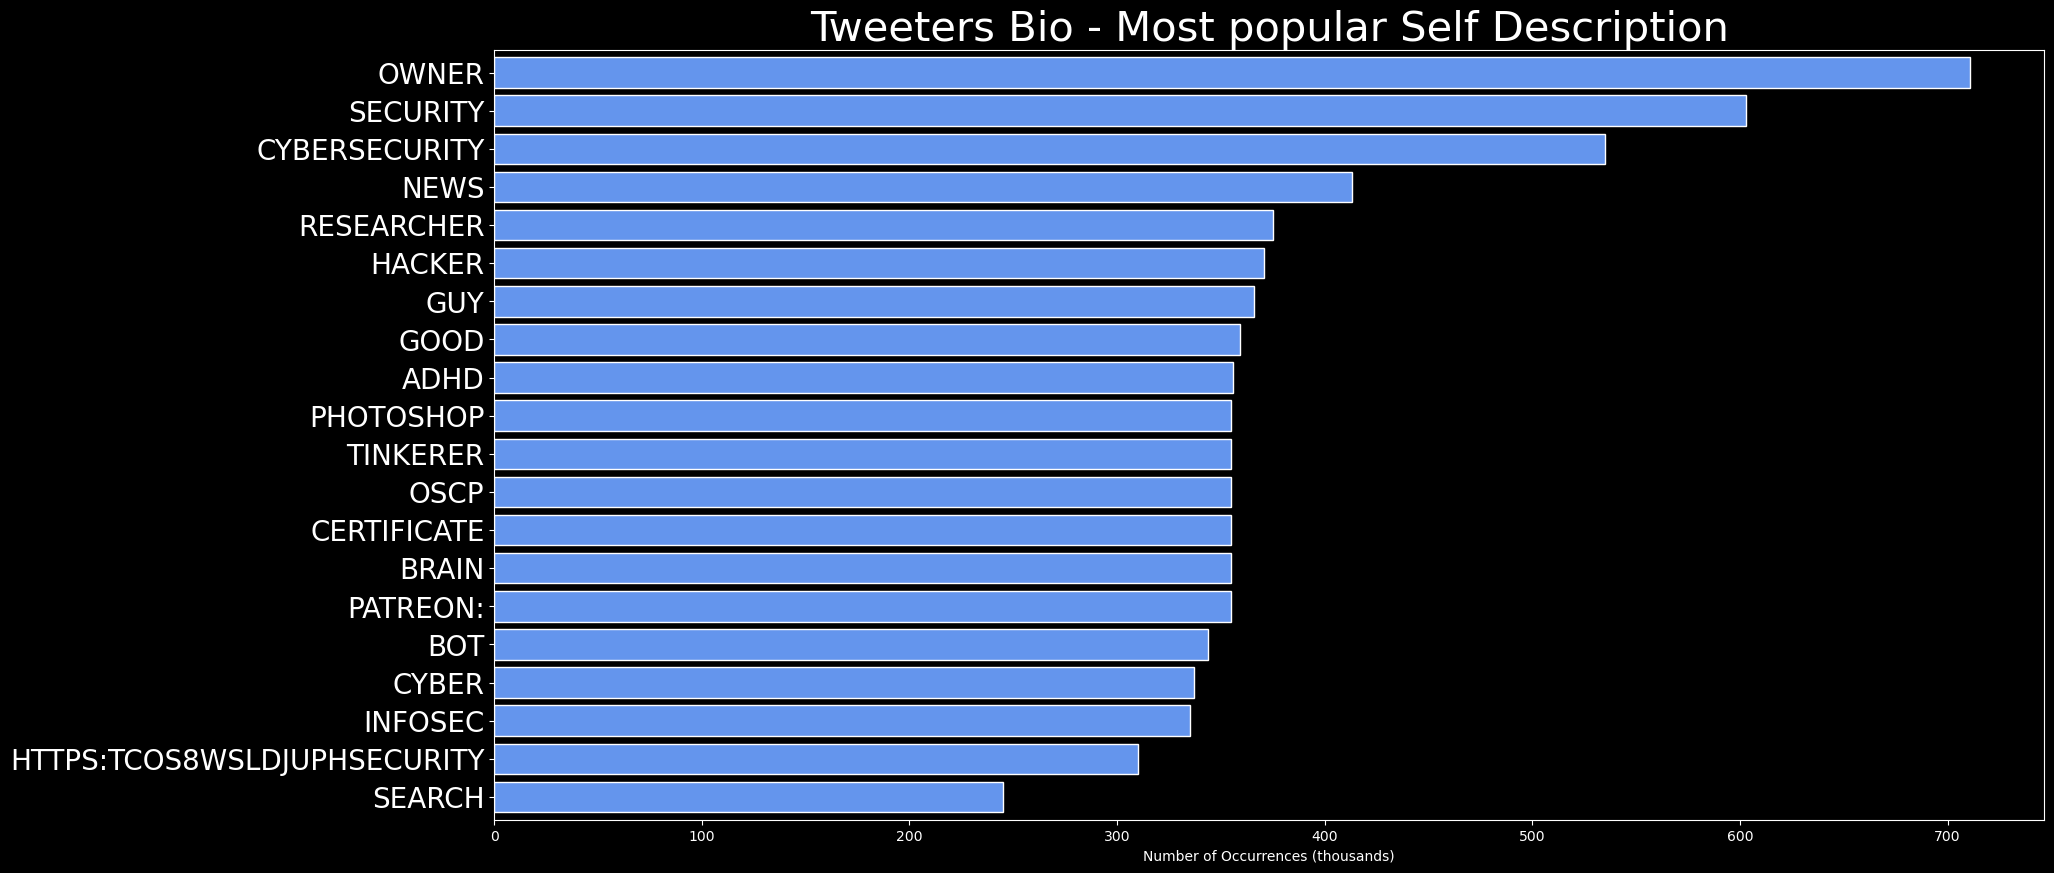 Tweeters Bio - Most popular Self Description
OWNER
SECURITY
CYBERSECURITY
NEWS
RESEARCHER
HACKER
GUY
GOOD
ADHD
PHOTOSHOP
TINKERER
OSCP
CERTIFICATE
BRAIN
PATREON:
BOT
CYBER
INFOSEC
HTTPS:TCOS8WSLDJUPHSECURITY
SEARCH
0 100 200 300 400 500 600 700
Number of Occurrences (thousands)